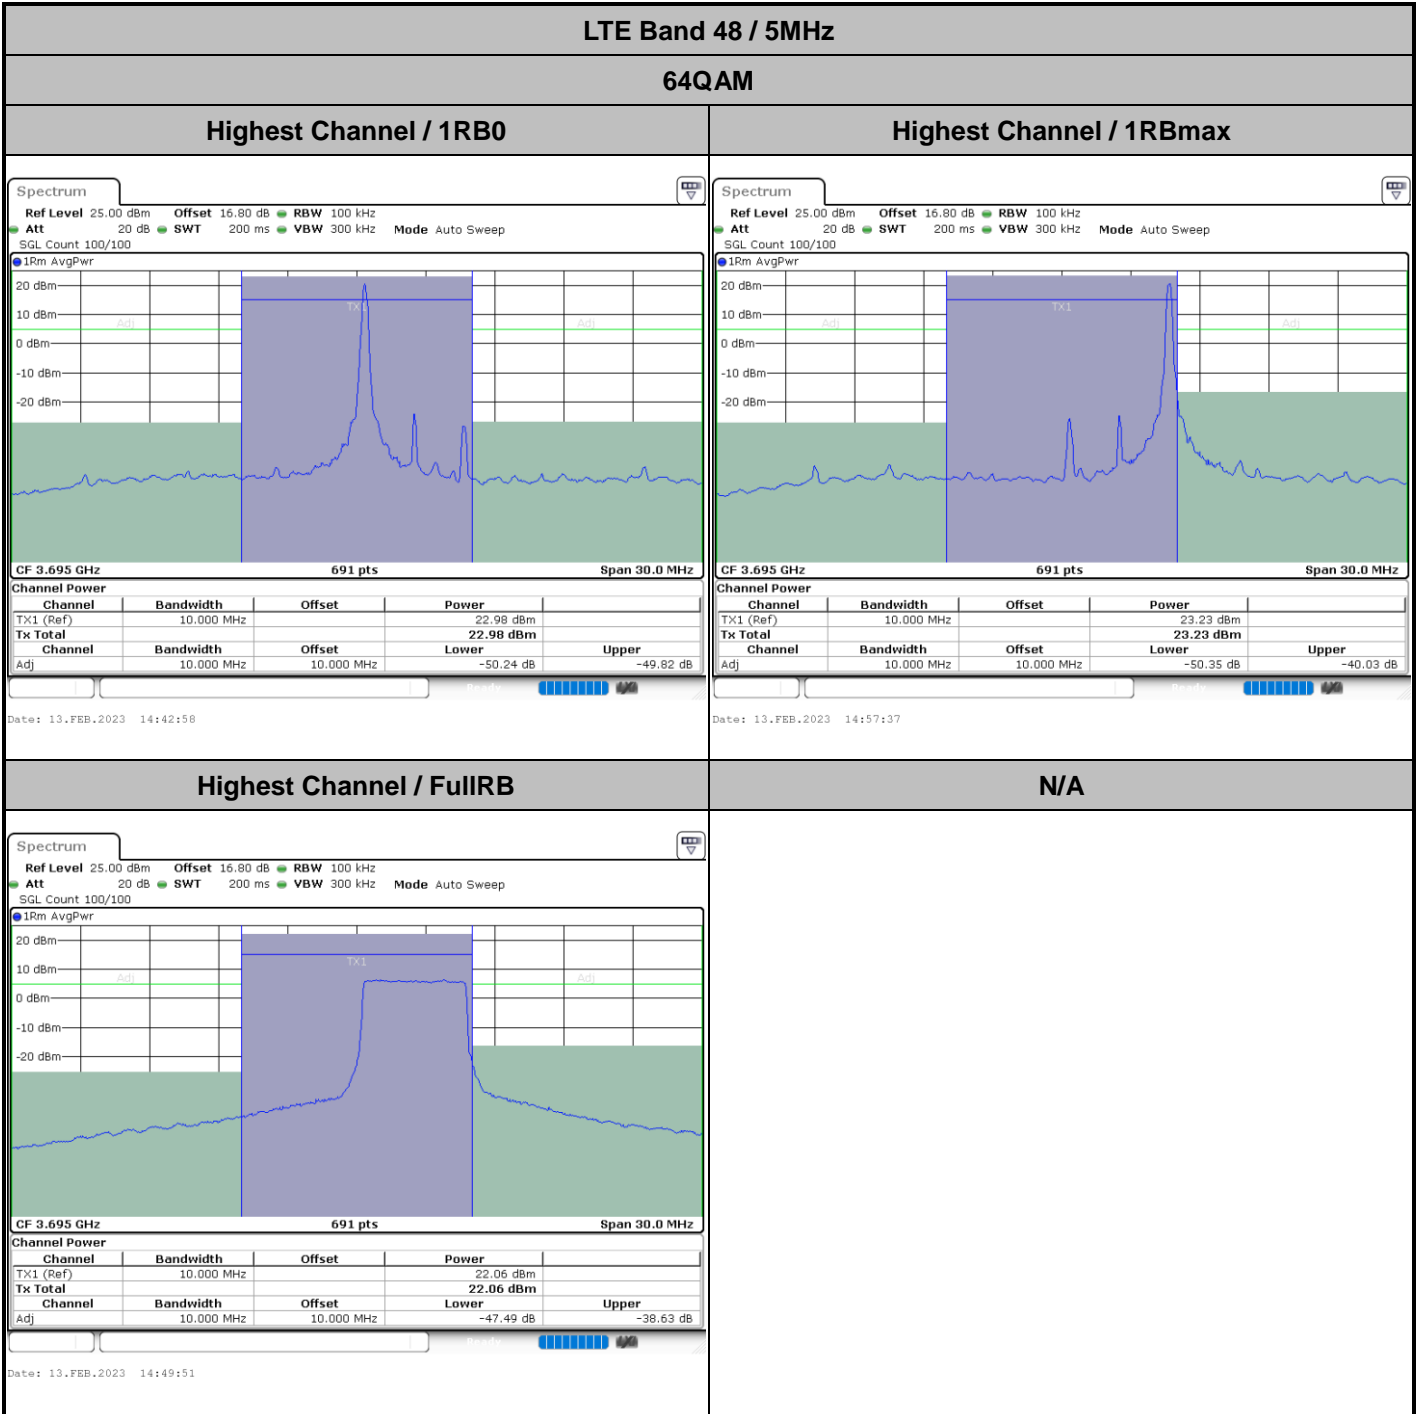 LTE Band 48 / 5MHz
64QAM
Highest Channel / 1RB0
Highest Channel / 1RBmax
Spectrum
Ref Level 25.00 dBm Offset 16.80 dB RBW 100 kHz
Att 20 dB SWT 200 ms VBW 300 kHz Mode Auto Sweep
SGL Count 100/100
1Rm AvgPwr
20 dBm
TX1
10 dBm
Adj
Adj
0 dBm
-10 dBm
-20 dBm
CF 3.695 GHz 691 pts Span 30.0 MHz
Channel Power
Channel Bandwidth Offset Power
TX1 (Ref) 10.000 MHz 22.98 dBm
Tx Total 22.98 dBm
Channel Bandwidth Offset Lower Upper
Adj 10.000 MHz 10.000 MHz -50.24 dB -49.82 dB
Ready
Date: 13.FEB.2023 14:42:58
Spectrum
Ref Level 25.00 dBm Offset 16.80 dB RBW 100 kHz
Att 20 dB SWT 200 ms VBW 300 kHz Mode Auto Sweep
SGL Count 100/100
1Rm AvgPwr
20 dBm
TX1
10 dBm
Adj
Adj
0 dBm
-10 dBm
-20 dBm
CF 3.695 GHz 691 pts Span 30.0 MHz
Channel Power
Channel Bandwidth Offset Power
TX1 (Ref) 10.000 MHz 23.23 dBm
Tx Total 23.23 dBm
Channel Bandwidth Offset Lower Upper
Adj 10.000 MHz 10.000 MHz -50.35 dB -40.03 dB
Ready
Date: 13.FEB.2023 14:57:37
Highest Channel / FullRB
N/A
Spectrum
Ref Level 25.00 dBm Offset 16.80 dB RBW 100 kHz
Att 20 dB SWT 200 ms VBW 300 kHz Mode Auto Sweep
SGL Count 100/100
1Rm AvgPwr
20 dBm
TX1
10 dBm
Adj
Adj
0 dBm
-10 dBm
-20 dBm
CF 3.695 GHz 691 pts Span 30.0 MHz
Channel Power
Channel Bandwidth Offset Power
TX1 (Ref) 10.000 MHz 22.06 dBm
Tx Total 22.06 dBm
Channel Bandwidth Offset Lower Upper
Adj 10.000 MHz 10.000 MHz -47.49 dB -38.63 dB
Ready
Date: 13.FEB.2023 14:49:51